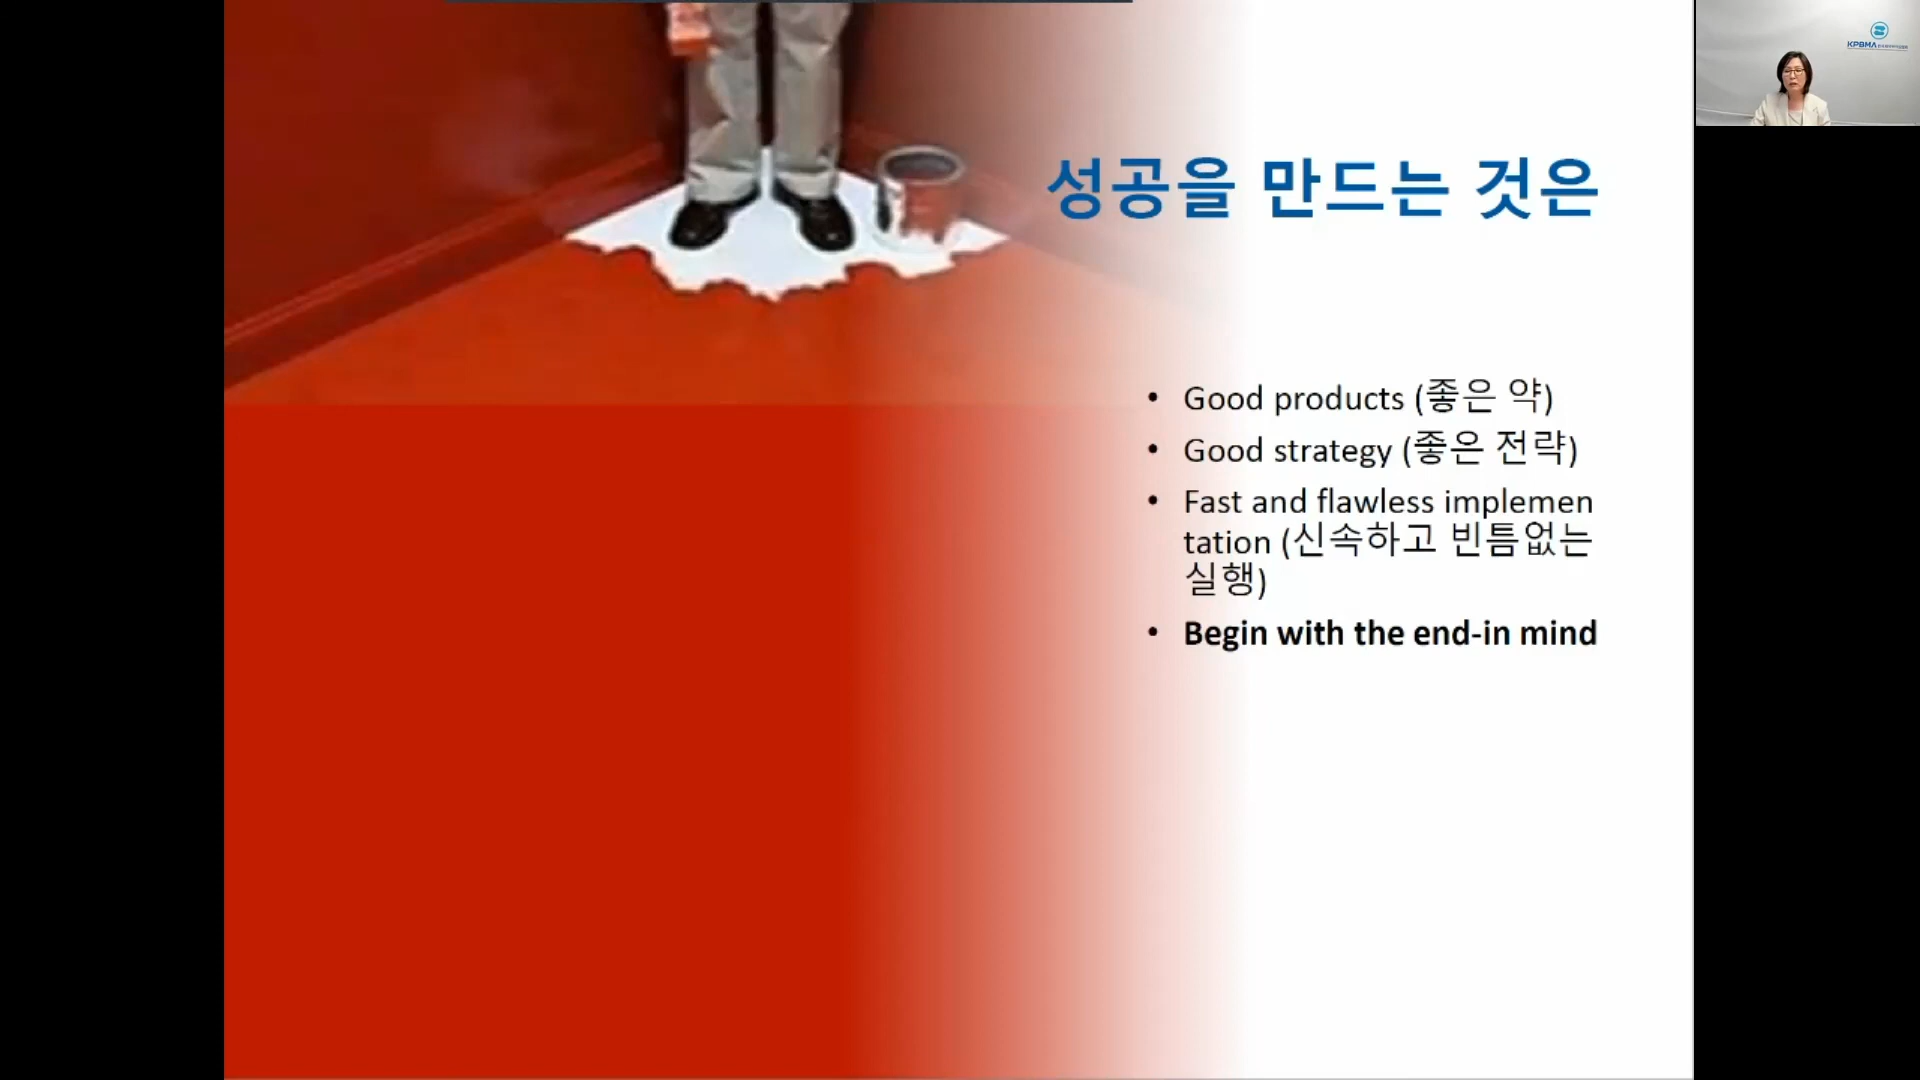 KPBMA
성공을 만드는 것은
• Good products (좋은 약)
• Good strategy (좋은 전략)
• Fast and flawless implemen
tation (신속하고 빈틈없는
실행)
• Begin with the end-in mind